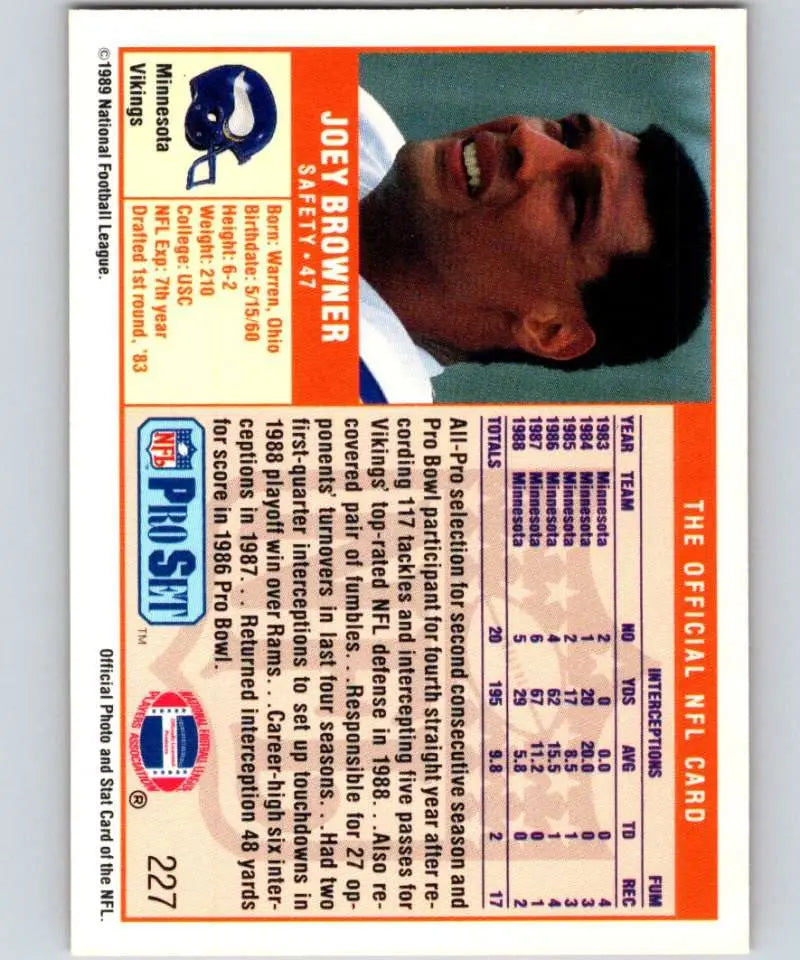 THE OFFICIAL NFL CARD
JOEY BROWNER
SAFETY • 47
Minnesota
Vikings
Born: Warren, Ohio
Birthdate: 5/15/60
Height: 6-2
Weight: 210
College: USC
NFL Exp: 7th year
Drafted 1st round, '83
INTERCEPTIONS FUM
YEAR TEAM NO YDS AVG TD REC
1983 Minnesota 2 0 0.0 0 4
1984 Minnesota 1 20 20.0 0 3
1985 Minnesota 2 17 8.5 1 3
1986 Minnesota 4 62 15.5 1 4
1987 Minnesota 6 67 11.2 0 1
1988 Minnesota 5 29 5.8 0 2
TOTALS 20 195 9.8 2 17
All-Pro selection for second consecutive season and
Pro Bowl participant for fourth straight year after re-
cording 117 tackles and intercepting five passes for
Vikings' top-rated NFL defense in 1988. . .Also re-
covered pair of fumbles. . .Responsible for 27 op-
ponents' turnovers in last four seasons. . .Had two
first-quarter interceptions to set up touchdowns in
1988 playoff win over Rams. . .Career-high six inter-
ceptions in 1987. . . Returned interception 48 yards
for score in 1986 Pro Bowl.
NFL PRO SET ™
NATIONAL FOOTBALL LEAGUE
PLAYERS ASSOCIATION
Officially Licensed
Product
®
227
©1989 National Football League.
Official Photo and Stat Card of the NFL.